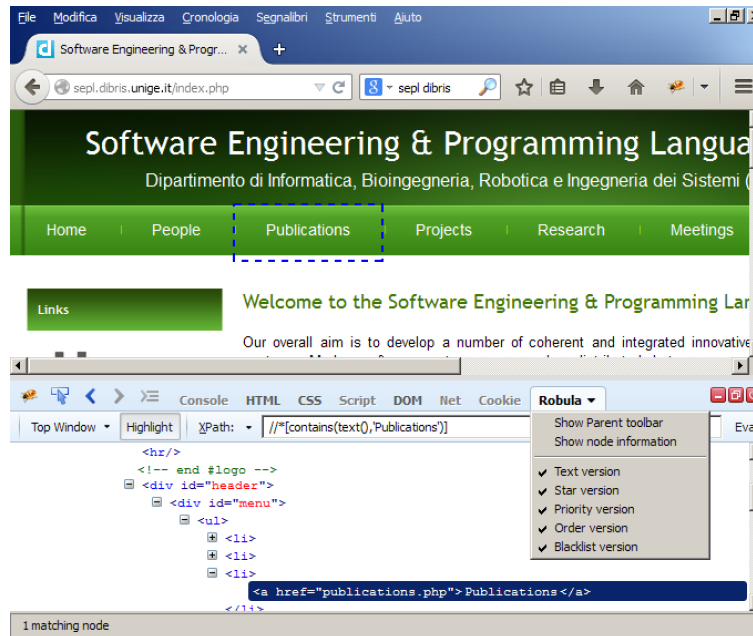 File Modifica Visualizza Cronologia Segnalibri Strumenti Aiuto
Software Engineering & Progr... × +
sepl.dibris.unige.it/index.php 8 sepl dibris
Software Engineering & Programming Langua
Dipartimento di Informatica, Bioingegneria, Robotica e Ingegneria dei Sistemi (
Home People Publications Projects Research Meetings
Links
Welcome to the Software Engineering & Programming Lar
Our overall aim is to develop a number of coherent and integrated innovative
Console HTML CSS Script DOM Net Cookie Robula
Top Window Highlight XPath: //*[contains(text(),'Publications')] Eva
Show Parent toolbar
Show node information
Text version
Star version
Priority version
Order version
Blacklist version
<hr/>
<!-- end #logo -->
<div id="header">
<div id="menu">
<ul>
<li>
<li>
<li>
<a href="publications.php">Publications</a>
</li>
1 matching node